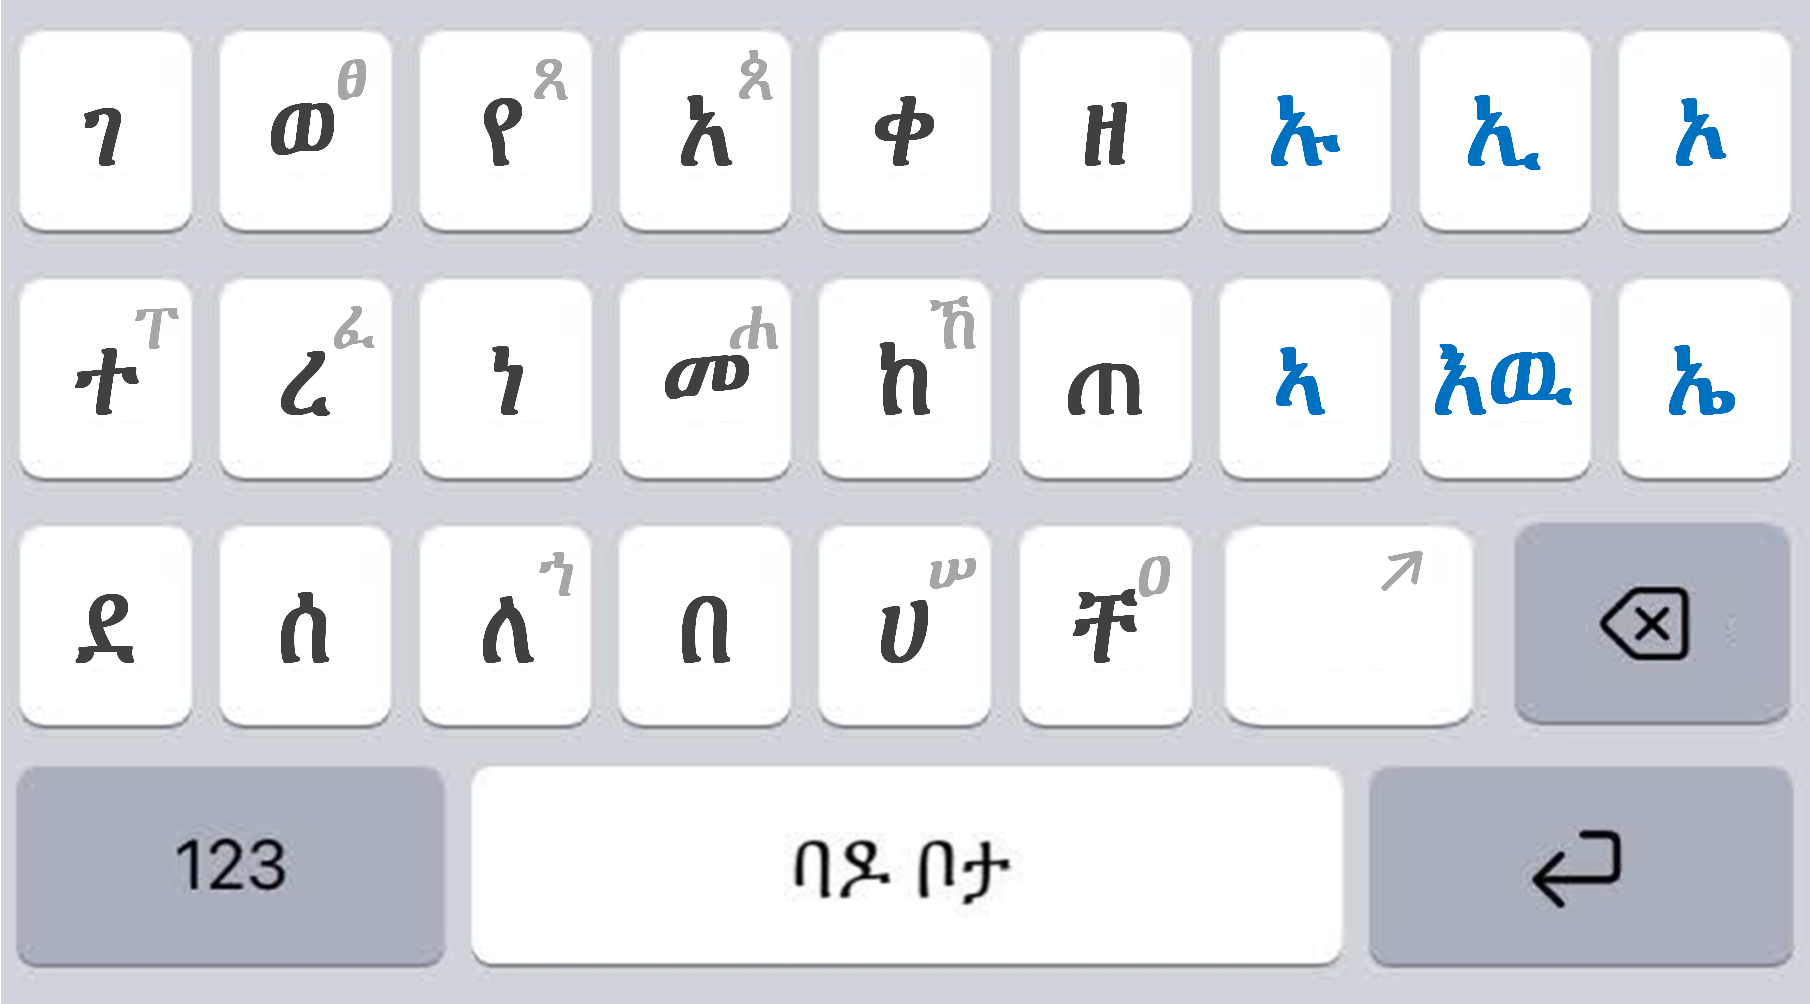 ገ ወ ፀ የ ጸ አ ጰ ቀ ዘ ኡ ኢ ኦ
ተ ፐ ረ ፈ ነ መ ሐ ከ ኸ ጠ ኣ እዉ ኤ
ደ ሰ ለ ኀ በ ሀ ሠ ቸ ዐ
123 ባዶ ቦታ